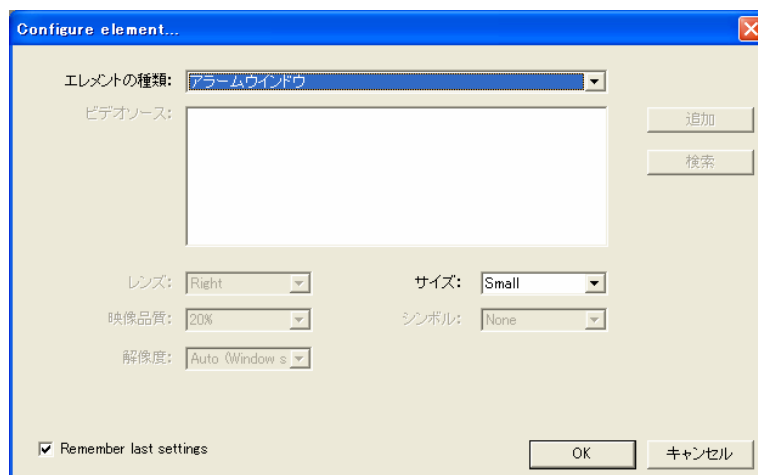 Configure element...
エレメントの種類: アラームウインドウ
ビデオソース:
追加
検索
レンズ: Right サイズ: Small
映像品質: 20% シンボル: None
解像度: Auto (Window s
Remember last settings OK キャンセル